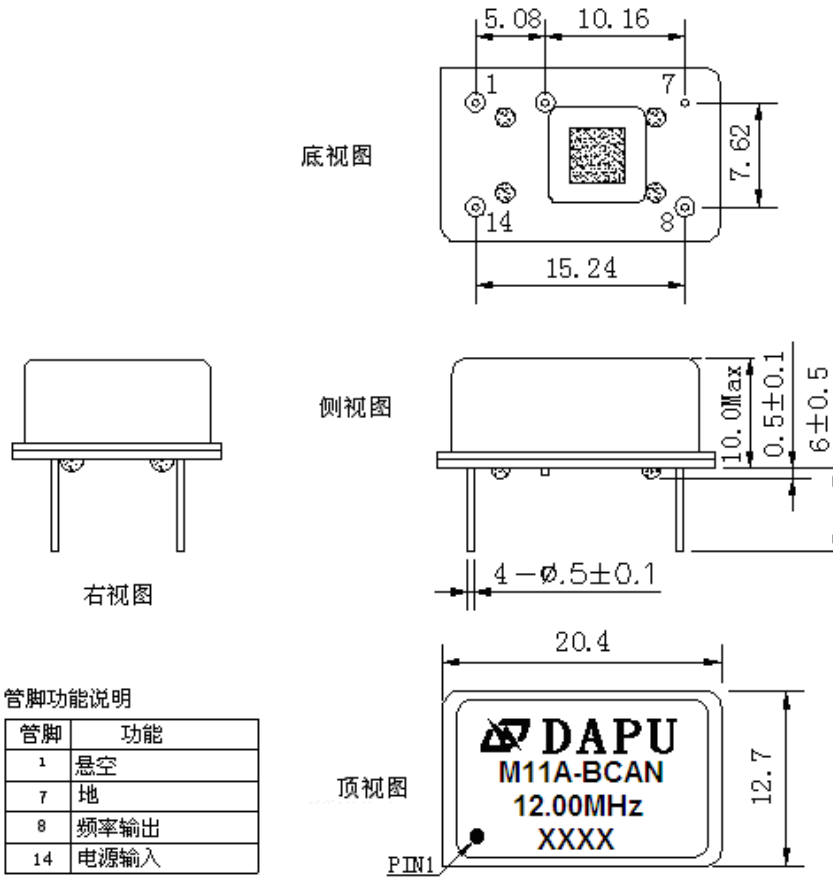 5.08 10.16
1 7
底视图
7.62
14 8
15.24
侧视图
10.0Max
0.5±0.1
6±0.5
4-ø.5±0.1
右视图
20.4
管脚功能说明
管脚 功能
1 悬空
7 地
8 频率输出
14 电源输入
顶视图
DAPU
M11A-BCAN
12.00MHz
XXXX
12.7
PIN1